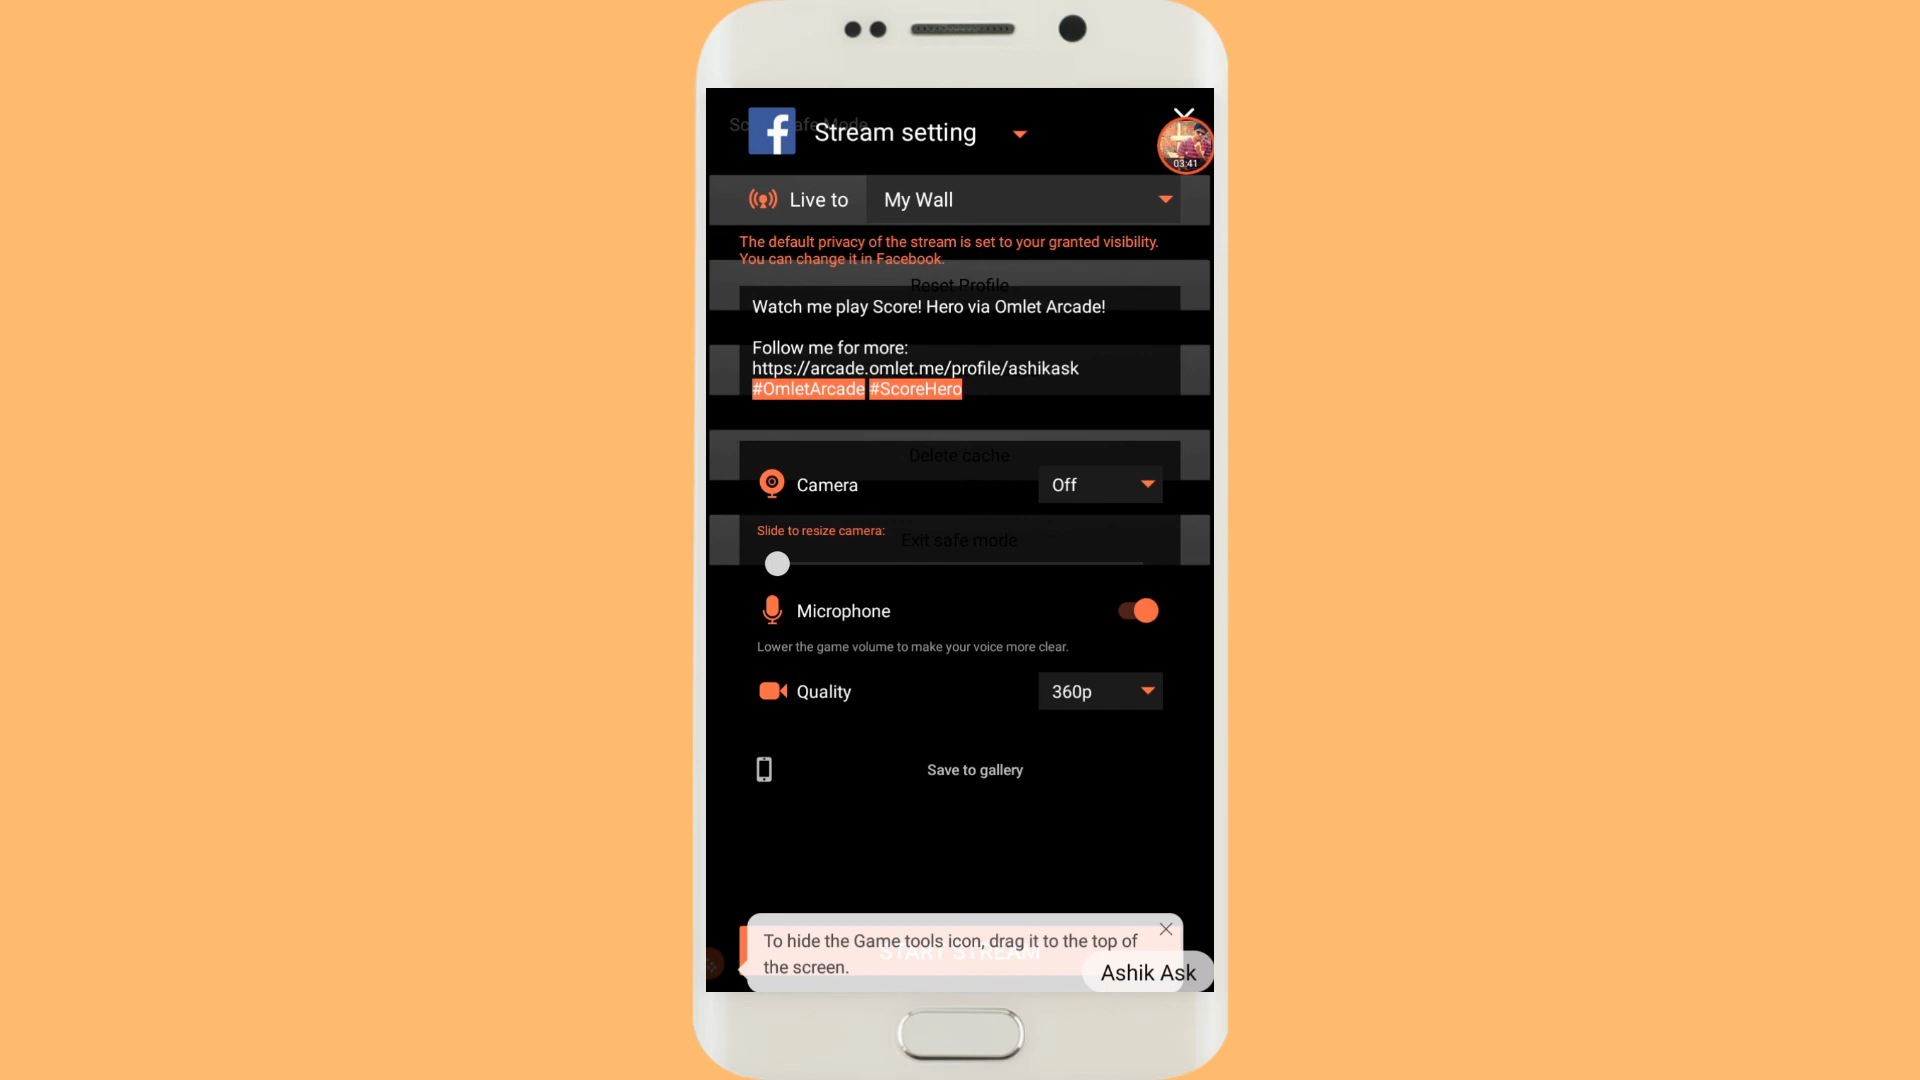 Stream setting
03:41
Live to
My Wall
The default privacy of the stream is set to your granted visibility.
You can change it in Facebook.
Reset Profile
Watch me play Score! Hero via Omlet Arcade!
Follow me for more:
https://arcade.omlet.me/profile/ashikask
#OmletArcade #ScoreHero
Delete cache
Camera
Off
Slide to resize camera:
Exit safe mode
Microphone
Lower the game volume to make your voice more clear.
Quality
360p
Save to gallery
To hide the Game tools icon, drag it to the top of
the screen.
START STREAM
Ashik Ask